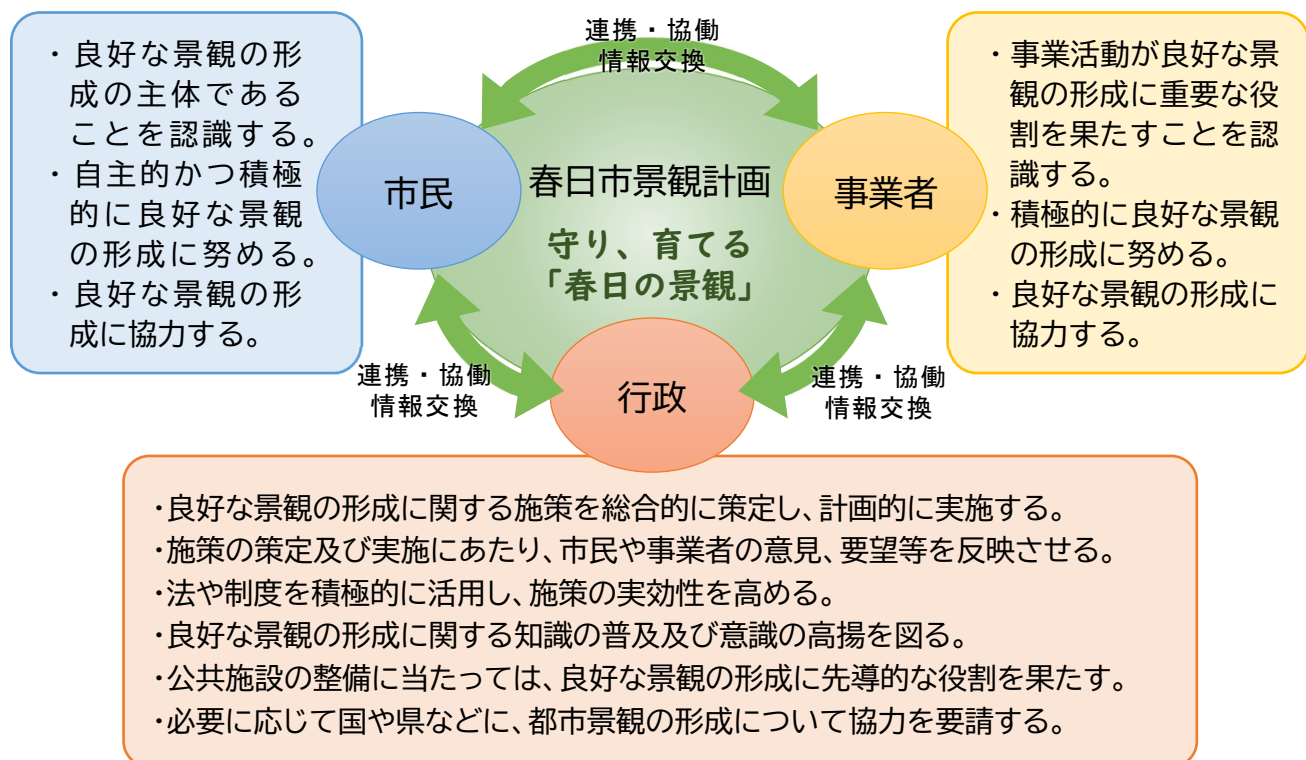 連携・協働
情報交換
・良好な景観の形
成の主体である
ことを認識する。
・自主的かつ積極
的に良好な景観
の形成に努める。
・良好な景観の形
成に協力する。
市民
春日市景観計画
守り、育てる
「春日の景観」
事業者
・事業活動が良好な景
観の形成に重要な役
割を果たすことを認
識する。
・積極的に良好な景観
の形成に努める。
・良好な景観の形成に
協力する。
連携・協働
情報交換
行政
連携・協働
情報交換
・良好な景観の形成に関する施策を総合的に策定し、計画的に実施する。
・施策の策定及び実施にあたり、市民や事業者の意見、要望等を反映させる。
・法や制度を積極的に活用し、施策の実効性を高める。
・良好な景観の形成に関する知識の普及及び意識の高揚を図る。
・公共施設の整備に当たっては、良好な景観の形成に先導的な役割を果たす。
・必要に応じて国や県などに、都市景観の形成について協力を要請する。